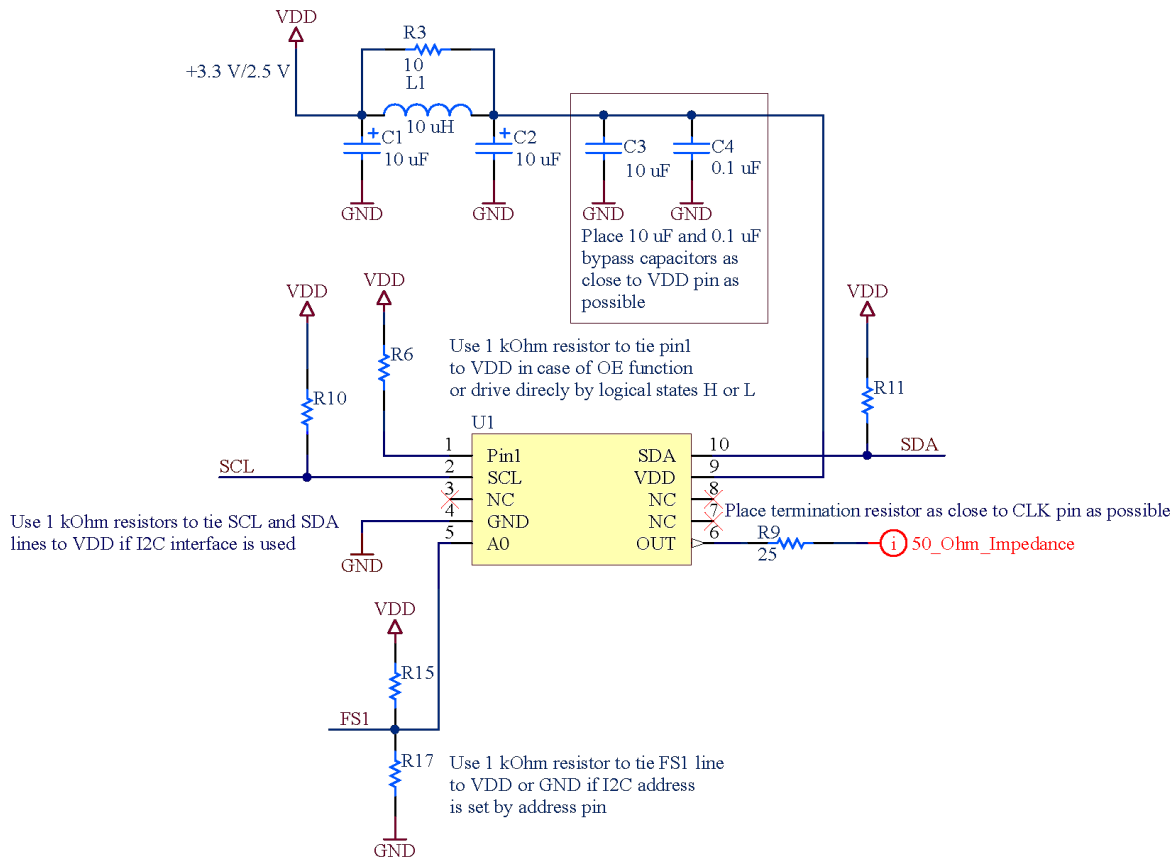 VDD
+3.3 V/2.5 V
R3
10
L1
10 uH
C1
10 uF
GND
C2
10 uF
GND
C3
10 uF
GND
C4
0.1 uF
GND
Place 10 uF and 0.1 uF
bypass capacitors as
close to VDD pin as
possible
VDD
R10
VDD
R6
Use 1 kOhm resistor to tie pin1
to VDD in case of OE function
or drive direcly by logical states H or L
VDD
R11
U1
1
Pin1
SDA
10
SDA
SCL
2
SCL
VDD
9
3
NC
NC
8
4
GND
NC
7
5
A0
OUT
6
Use 1 kOhm resistors to tie SCL and SDA
lines to VDD if I2C interface is used
GND
Place termination resistor as close to CLK pin as possible
R9
25
i
50_Ohm_Impedance
VDD
R15
FS1
R17
GND
Use 1 kOhm resistor to tie FS1 line
to VDD or GND if I2C address
is set by address pin